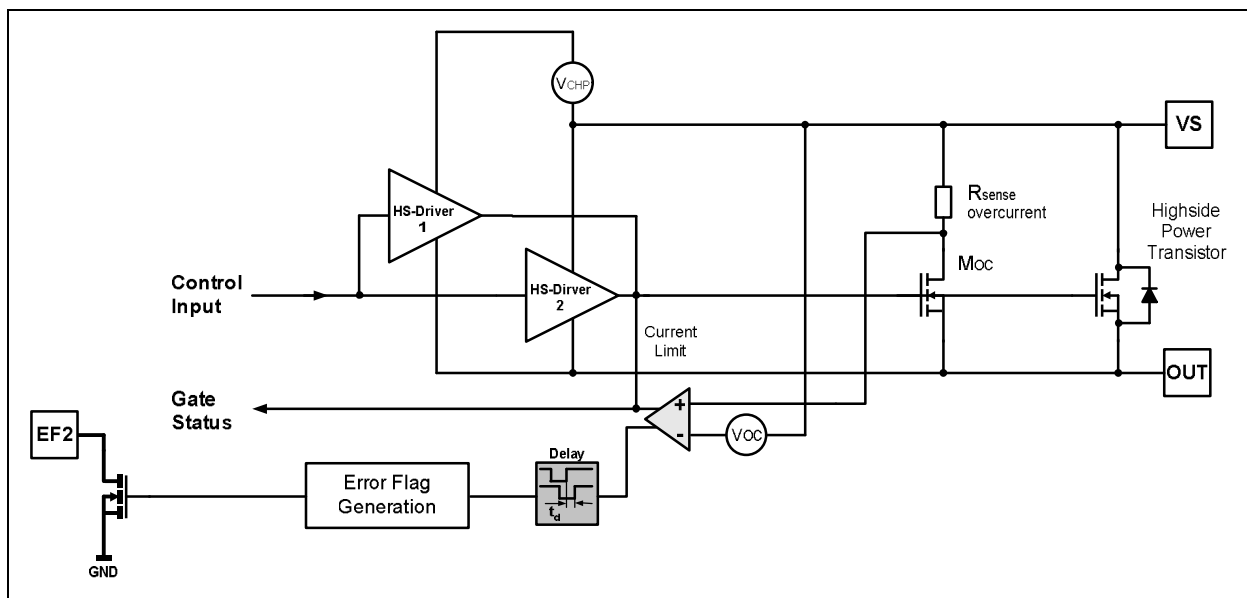 VCHP
VS
HS-Driver
1
Rsense
overcurrent
Highside
Power
Transistor
MOC
Control
Input
HS-Dirver
2
Current
Limit
OUT
Gate
Status
+
-
VOC
EF2
Delay
td
Error Flag
Generation
GND